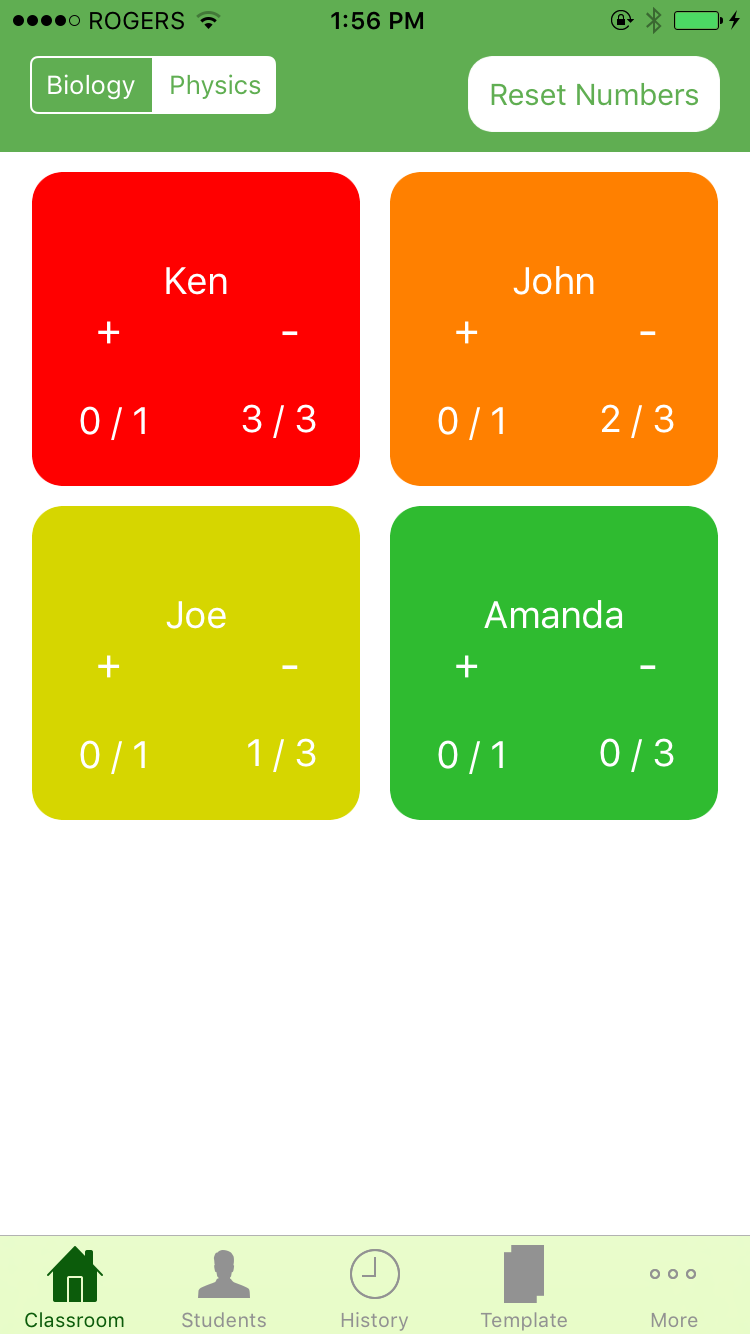 ROGERS 1:56 PM
Biology Physics Reset Numbers
Ken
+ -
0 / 1 3 / 3
John
+ -
0 / 1 2 / 3
Joe
+ -
0 / 1 1 / 3
Amanda
+ -
0 / 1 0 / 3
Classroom Students History Template More